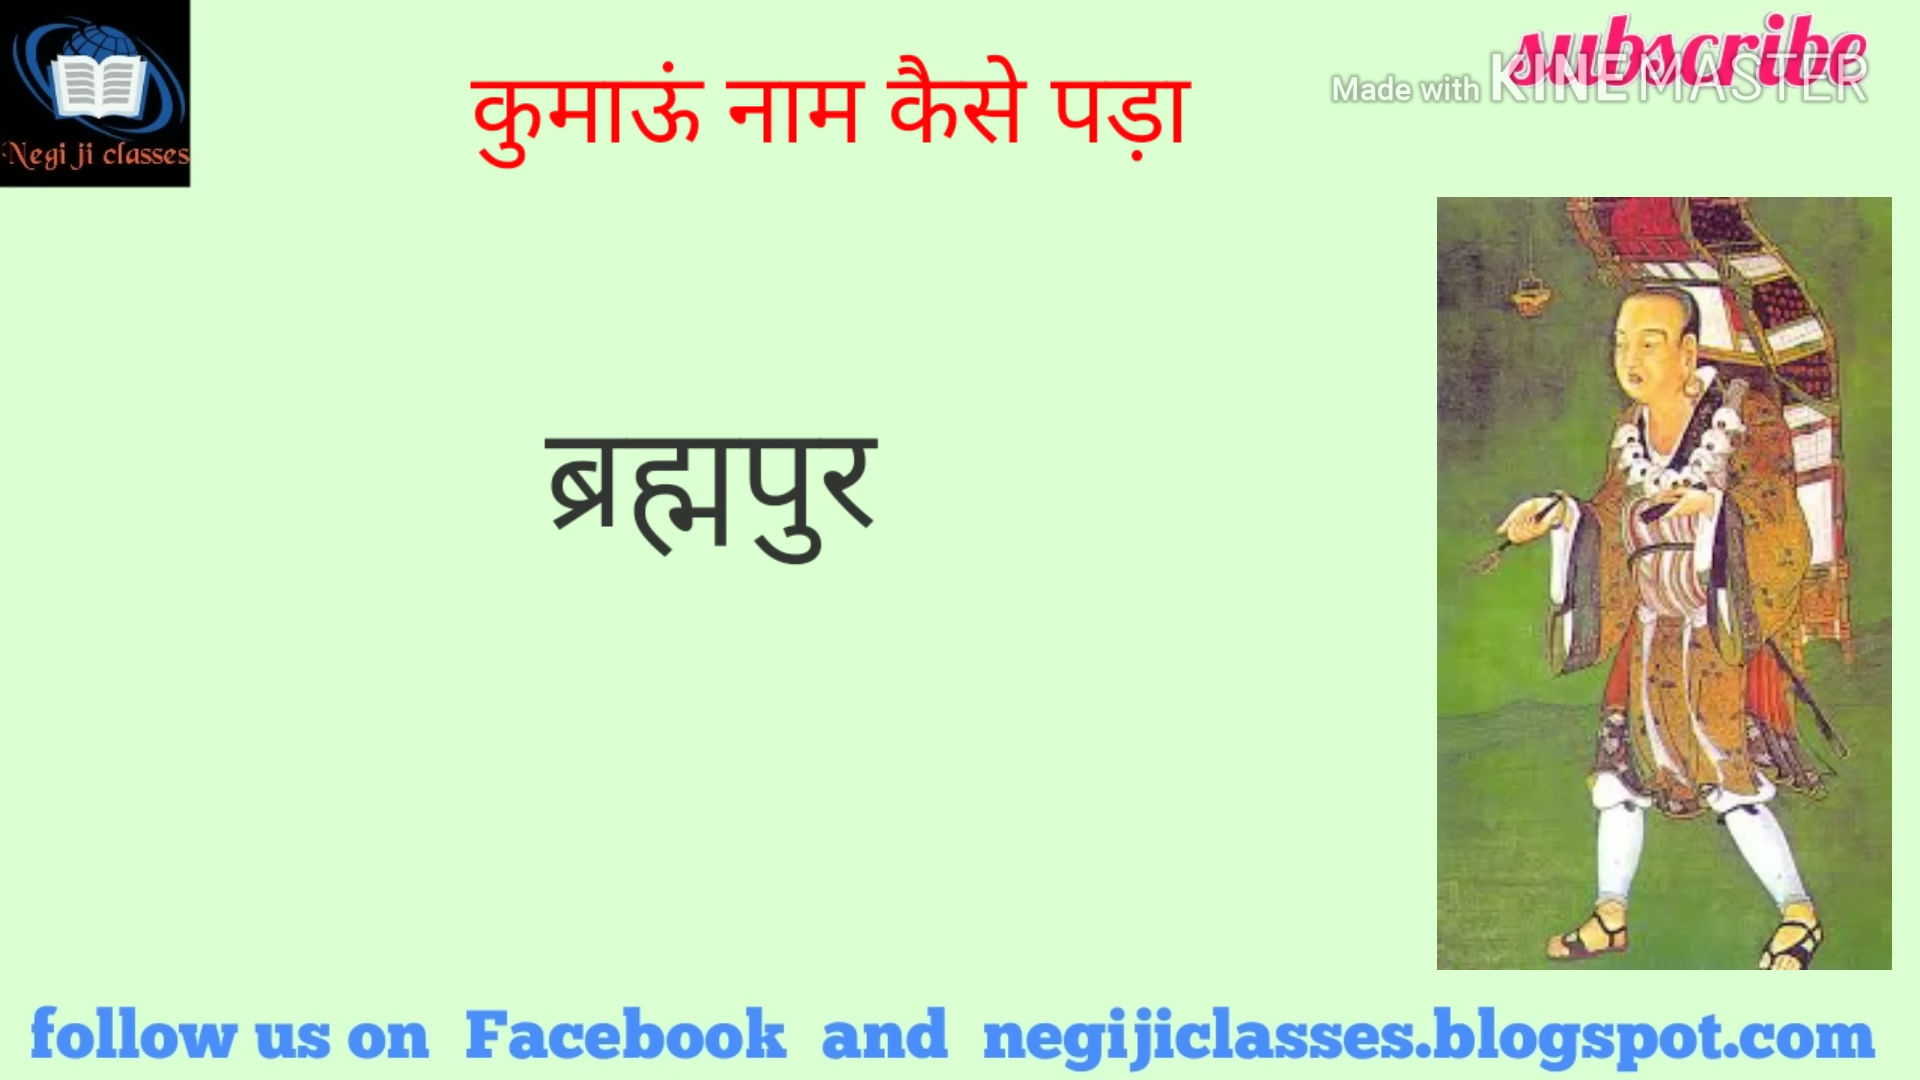 subscribe
Made with KINEMASTER
कुमाऊं नाम कैसे पड़ा
Negi ji classes
ब्रह्मपुर
follow us on Facebook and negijiclasses.blogspot.com